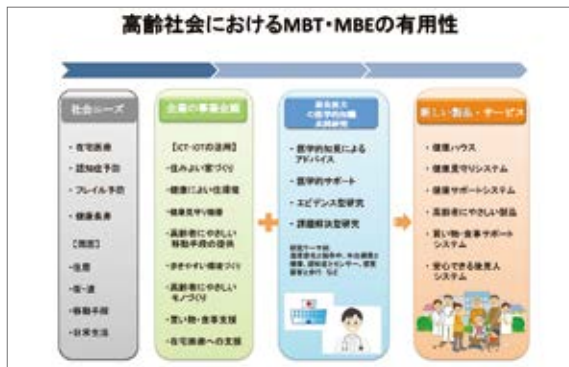 高齢社会におけるMBT・MBEの有用性
社会ニーズ
・在宅医療
・認知症予防
・フレイル予防
・健康長寿
・住居
・街・道
・移動手段
・日常生活
企業の事業企画
【ICT・IOTの活用】
・住みよい家づくり
・健康によい住環境
・健康見守り機器
・高齢者にやさしい
移動手段の提供
・歩きやすい環境づくり
・高齢者にやさしい
モノづくり
・買い物・食事支援
・在宅医療への支援
の医学的知識
・医学的知見による
アドバイス
・医学的サポート
・エビデンス型研究
・課題解決型研究
新しい製品・サービス
・健康ハウス
・健康見守りシステム
・健康サポートシステム
・高齢者にやさしい製品
・買い物・食事サポート
システム
・安心できる後見人
システム